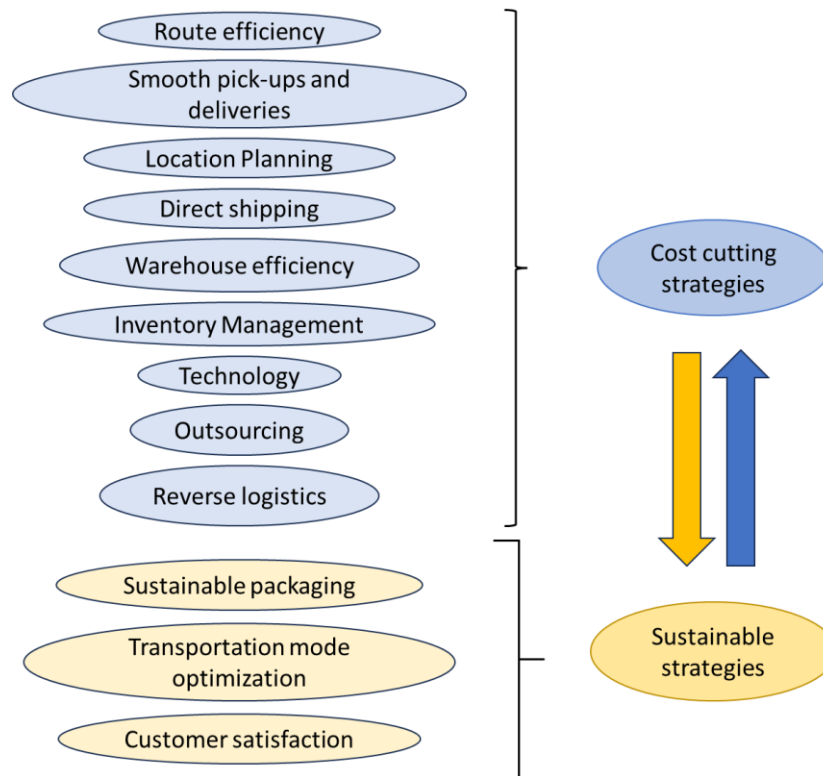 Route efficiency
Smooth pick-ups and
deliveries
Location Planning
Direct shipping
Warehouse efficiency
Inventory Management
Technology
Outsourcing
Reverse logistics
Sustainable packaging
Transportation mode
optimization
Customer satisfaction
Cost cutting
strategies
Sustainable
strategies